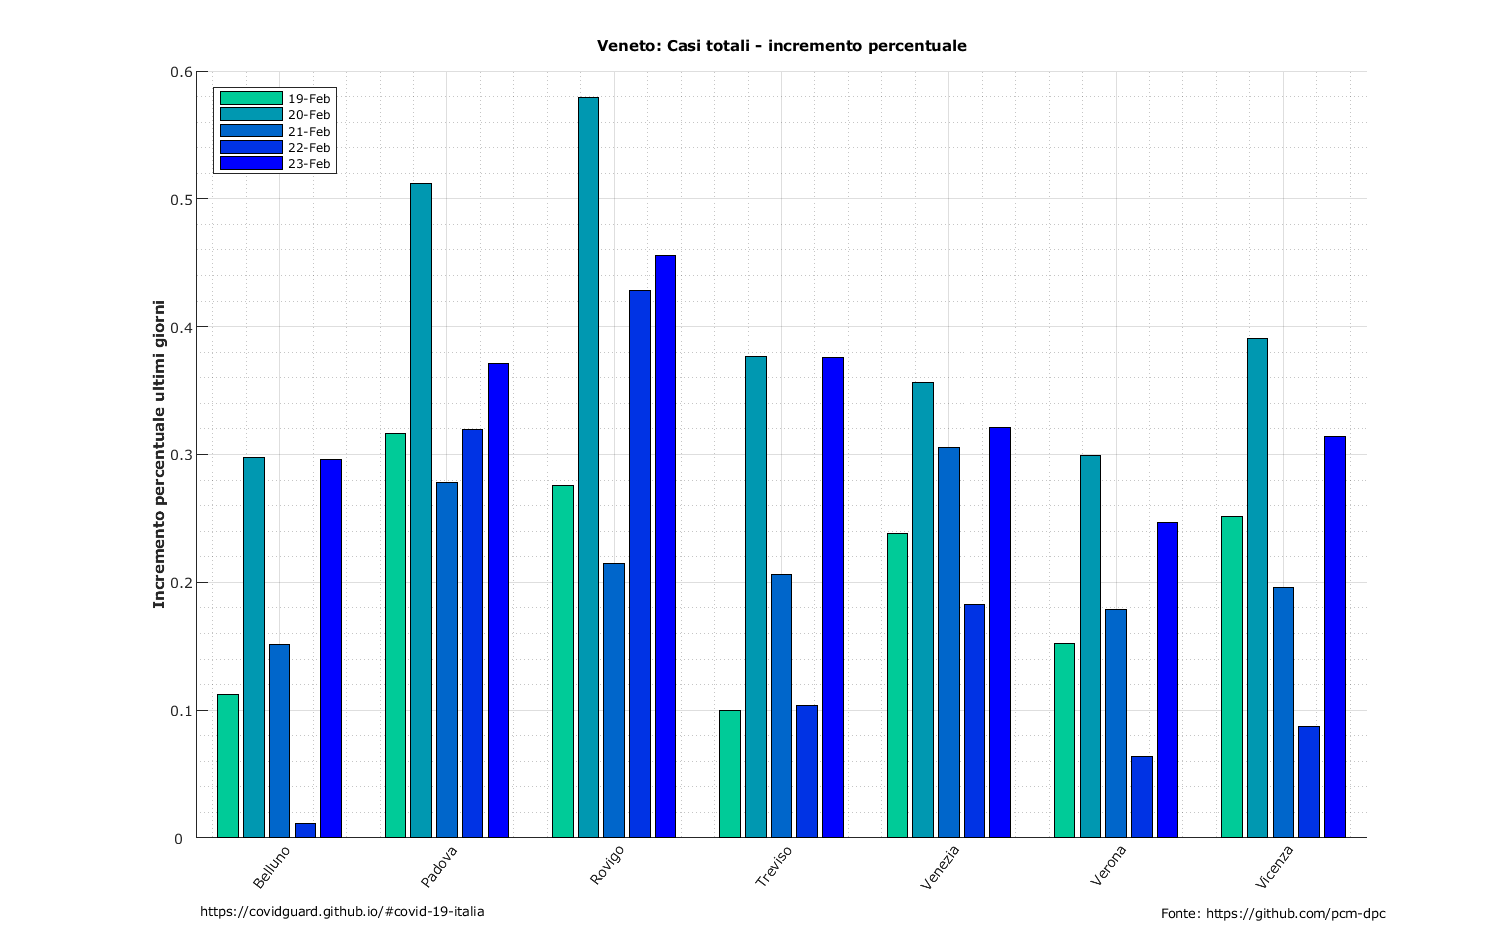 Veneto: Casi totali - incremento percentuale
0.6
0.5
0.4
0.3
0.2
0.1
0
Incremento percentuale ultimi giorni
19-Feb
20-Feb
21-Feb
22-Feb
23-Feb
Belluno
Padova
Rovigo
Treviso
Venezia
Verona
Vicenza
https://covidguard.github.io/#covid-19-italia
Fonte: https://github.com/pcm-dpc